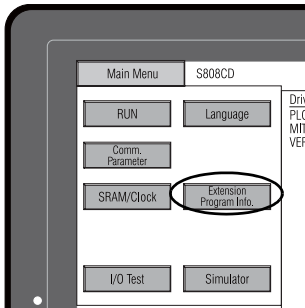 Main Menu
S808CD
RUN
Language
Comm.
Parameter
SRAM/Clock
Extension
Program Info.
I/O Test
Simulator